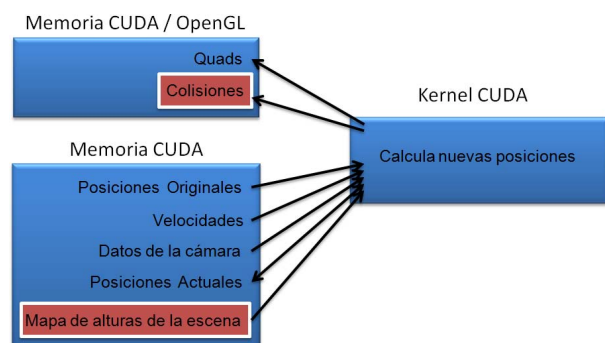 Memoria CUDA / OpenGL
Quads
Colisiones
Kernel CUDA
Calcula nuevas posiciones
Memoria CUDA
Posiciones Originales
Velocidades
Datos de la cámara
Posiciones Actuales
Mapa de alturas de la escena